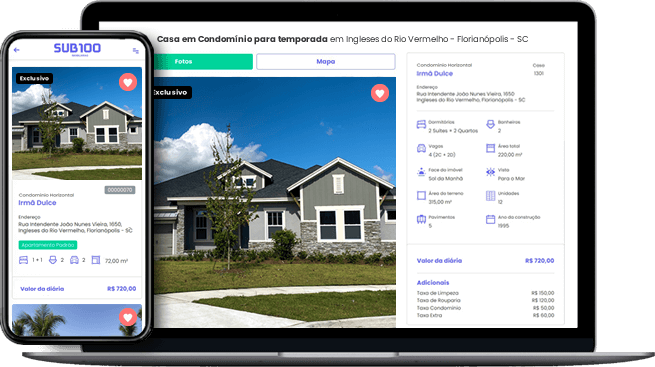 SUB100
Exclusivo
Condomínio Horizontal
00000070
Irmã Dulce
Endereço
Rua Intendente João Nunes Vieira, 1650,
Ingleses do Rio Vermelho, Florianópolis - SC
Apartamento Padrão
1 + 1
2
2
72,00 m²
Valor da diária
R$ 720,00
Casa em Condomínio para temporada em Ingleses do Rio Vermelho - Florianópolis - SC
Fotos
Mapa
Exclusivo
Condomínio Horizontal
Casa
Irmã Dulce
1301
Endereço
Rua Intendente João Nunes Vieira, 1650
Ingleses do Rio Vermelho, Florianópolis - SC
Dormitórios
Banheiros
2 Suítes + 2 Quartos
2
Vagas
Área total
4 (2C + 2D)
220,00 m²
Face do imóvel
Vista
Sol da Manhã
Para o Mar
Área do terreno
Unidades
315,00 m²
12
Pavimentos
Ano da construção
5
1995
Valor da diária
R$ 720,00
Adicionais
Taxa de Limpeza
R$ 150,00
Taxa de Rouparia
R$ 120,00
Taxa Condomínio
R$ 50,00
Taxa Extra
R$ 60,00